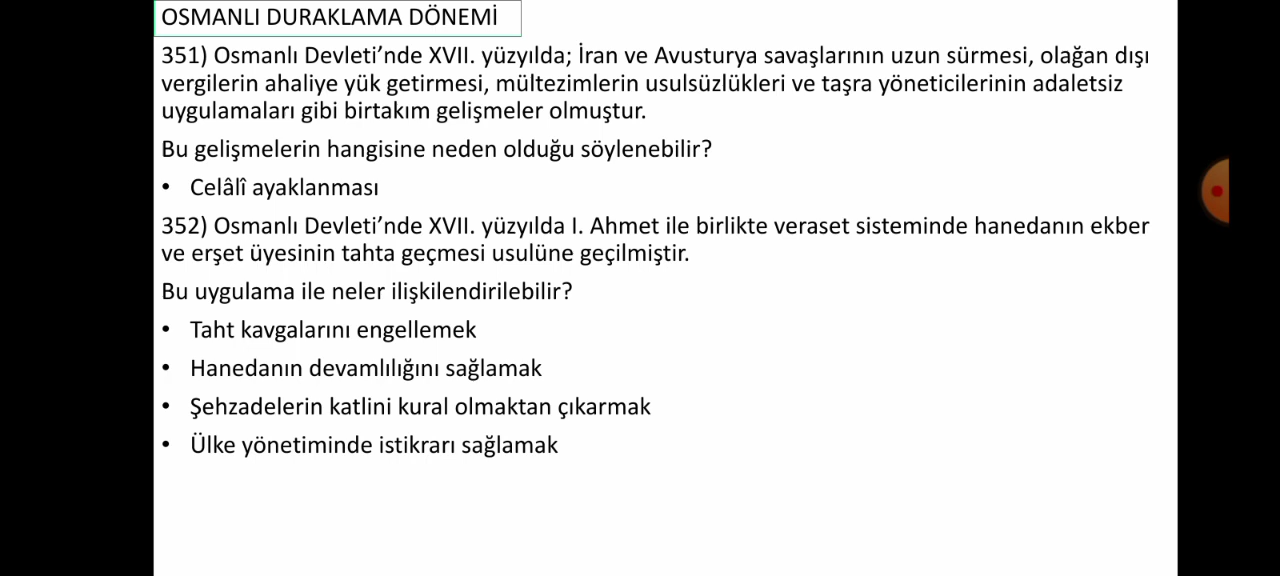 OSMANLI DURAKLAMA DÖNEMİ
351) Osmanlı Devleti’nde XVII. yüzyılda; İran ve Avusturya savaşlarının uzun sürmesi, olağan dışı
vergilerin ahaliye yük getirmesi, mültezimlerin usulsüzlükleri ve taşra yöneticilerinin adaletsiz
uygulamaları gibi birtakım gelişmeler olmuştur.
Bu gelişmelerin hangisine neden olduğu söylenebilir?
• Celâlî ayaklanması
352) Osmanlı Devleti’nde XVII. yüzyılda I. Ahmet ile birlikte veraset sisteminde hanedanın ekber
ve erşet üyesinin tahta geçmesi usulüne geçilmiştir.
Bu uygulama ile neler ilişkilendirilebilir?
• Taht kavgalarını engellemek
• Hanedanın devamlılığını sağlamak
• Şehzadelerin katlini kural olmaktan çıkarmak
• Ülke yönetiminde istikrarı sağlamak